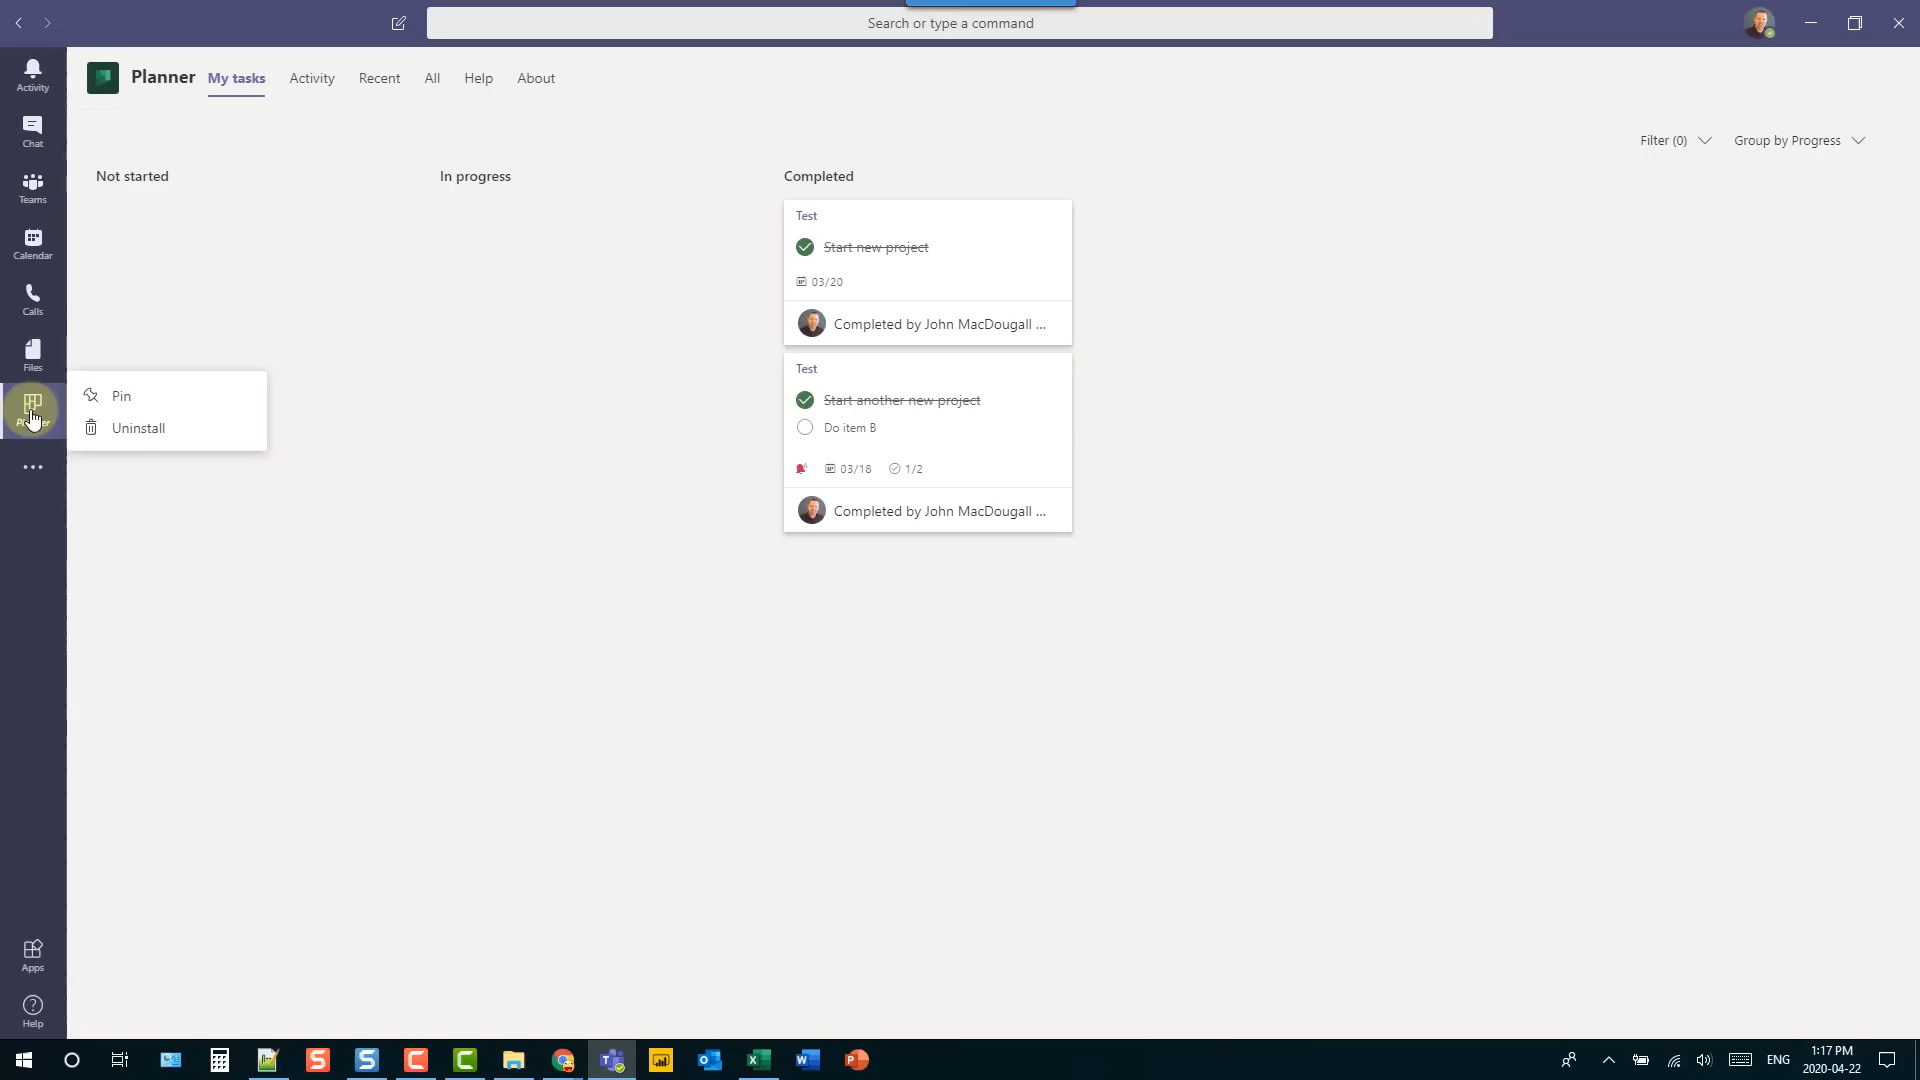 Search or type a command
Activity
Chat
Teams
Calendar
Calls
Files
Apps
Help
Planner
My tasks
Activity
Recent
All
Help
About
Filter (0)
Group by Progress
Not started
In progress
Completed
Test
Start new project
03/20
Completed by John MacDougall ...
Test
Start another new project
Do item B
03/18
1/2
Completed by John MacDougall ...
Pin
Uninstall
ENG
1:17 PM
2020-04-22